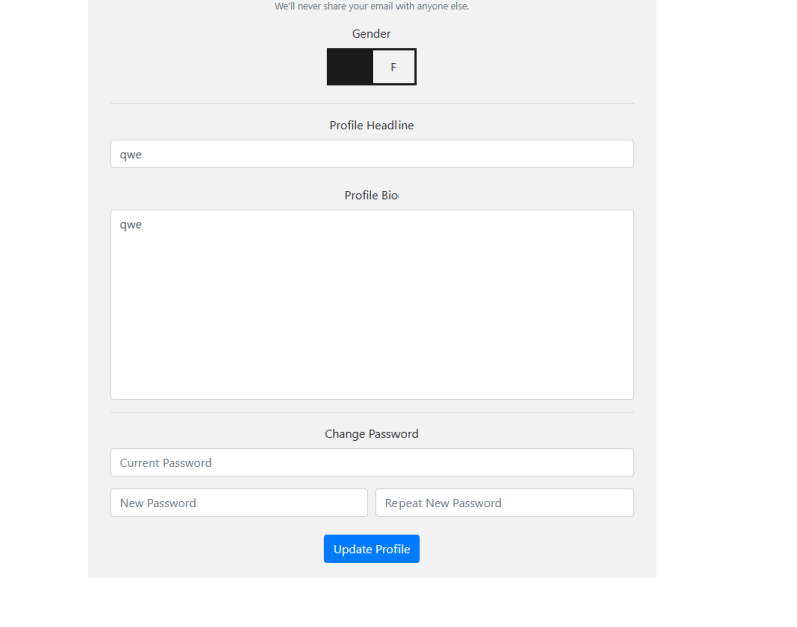 We'll never share your email with anyone else.
Gender
F
Profile Headline
qwe
Profile Bio
qwe
Change Password
Current Password
New Password
Repeat New Password
Update Profile